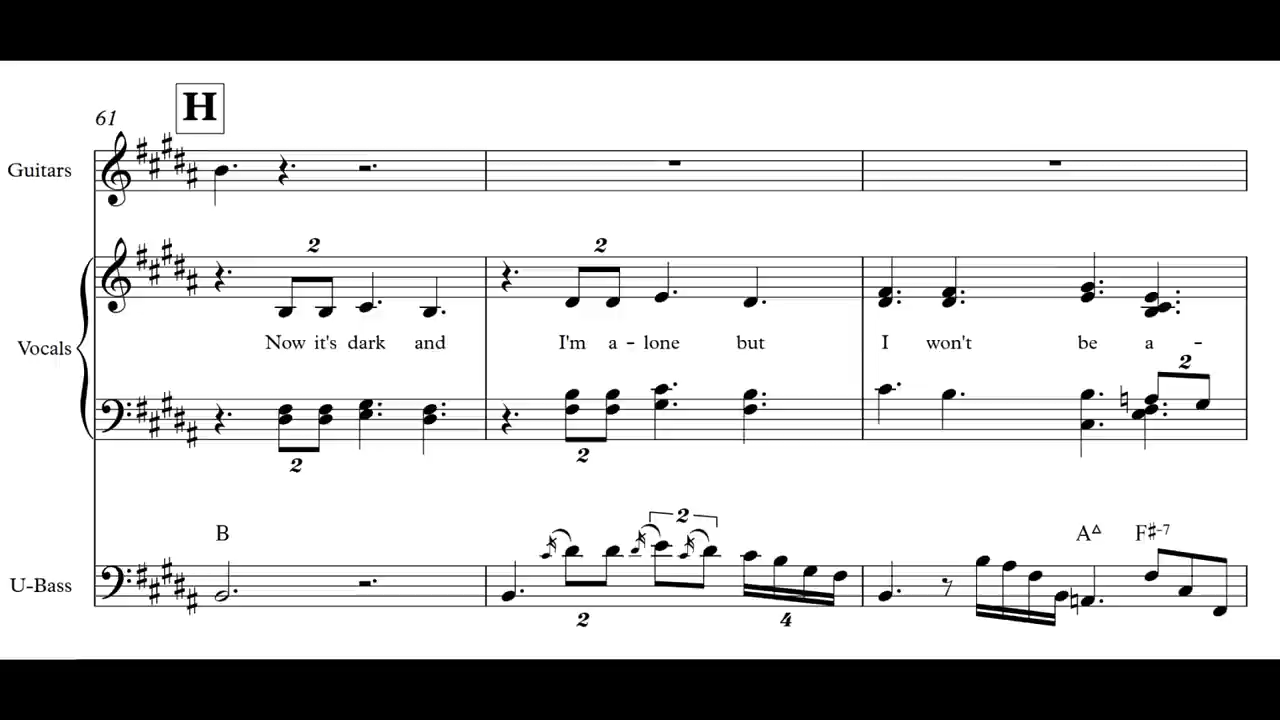 61
H
Guitars
2
2
Vocals
Now it's dark and I'm a - lone but I won't be a -
2
2
2
B
2
A△ F♯-7
U-Bass
2
4